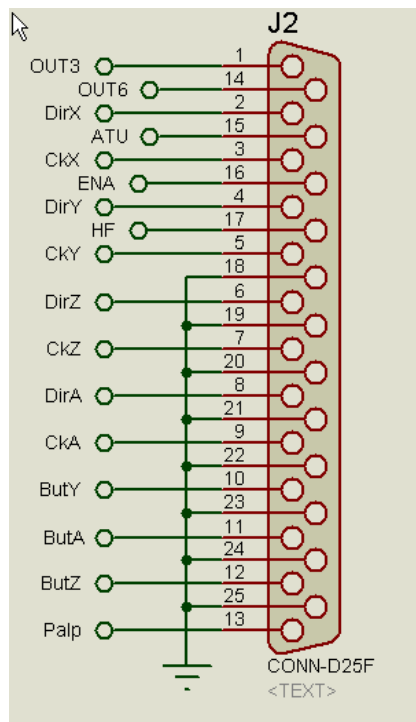 J2
OUT3 1
OUT6 14
DirX 2
ATU 15
CkX 3
ENA 16
DirY 4
HF 17
CkY 5
18
DirZ 6
19
CkZ 7
20
DirA 8
21
CkA 9
22
ButY 10
23
ButA 11
24
ButZ 12
25
Palp 13
CONN-D25F
<TEXT>